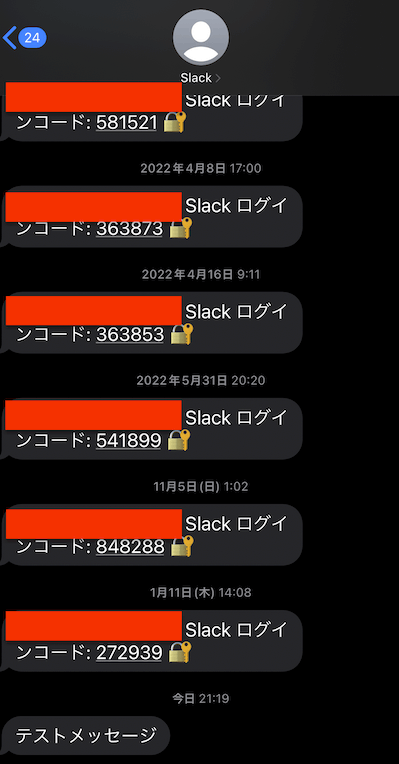 24
Slack
Slack ログイ
ンコード: 581521 🔐
2022年4月8日 17:00
Slack ログイ
ンコード: 363873 🔐
2022年4月16日 9:11
Slack ログイ
ンコード: 363853 🔐
2022年5月31日 20:20
Slack ログイ
ンコード: 541899 🔐
11月5日(日) 1:02
Slack ログイ
ンコード: 848288 🔐
1月11日(木) 14:08
Slack ログイ
ンコード: 272939 🔐
今日 21:19
テストメッセージ